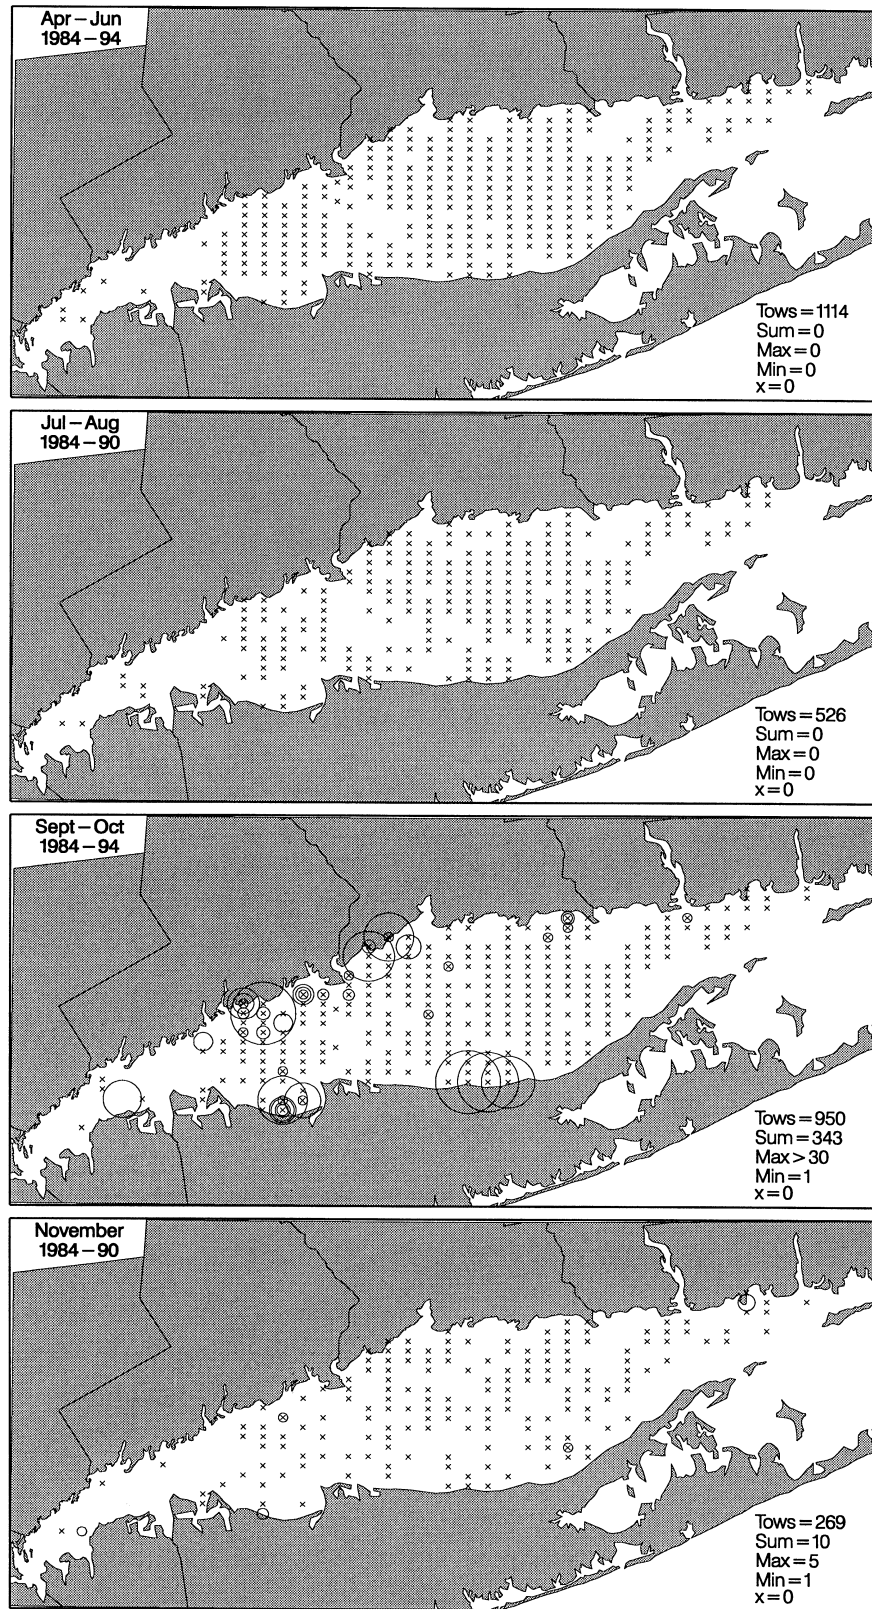 Apr – Jun
1984 – 94
Tows = 1114
Sum = 0
Max = 0
Min = 0
x = 0
Jul – Aug
1984 – 90
Tows = 526
Sum = 0
Max = 0
Min = 0
x = 0
Sept – Oct
1984 – 94
Tows = 950
Sum = 343
Max > 30
Min = 1
x = 0
November
1984 – 90
Tows = 269
Sum = 10
Max = 5
Min = 1
x = 0